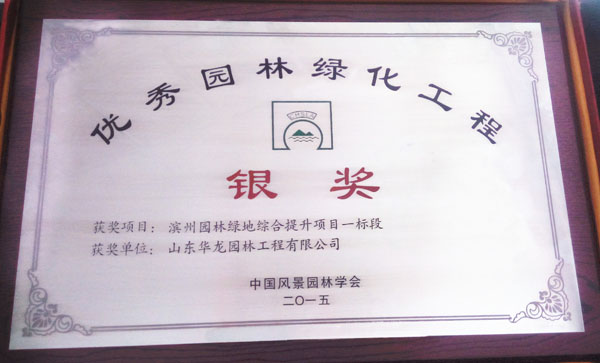 优秀园林绿化工程
银奖
获奖项目：滨州园林绿地综合提升项目一标段
获奖单位：山东华龙园林工程有限公司
中国风景园林学会
二〇一五